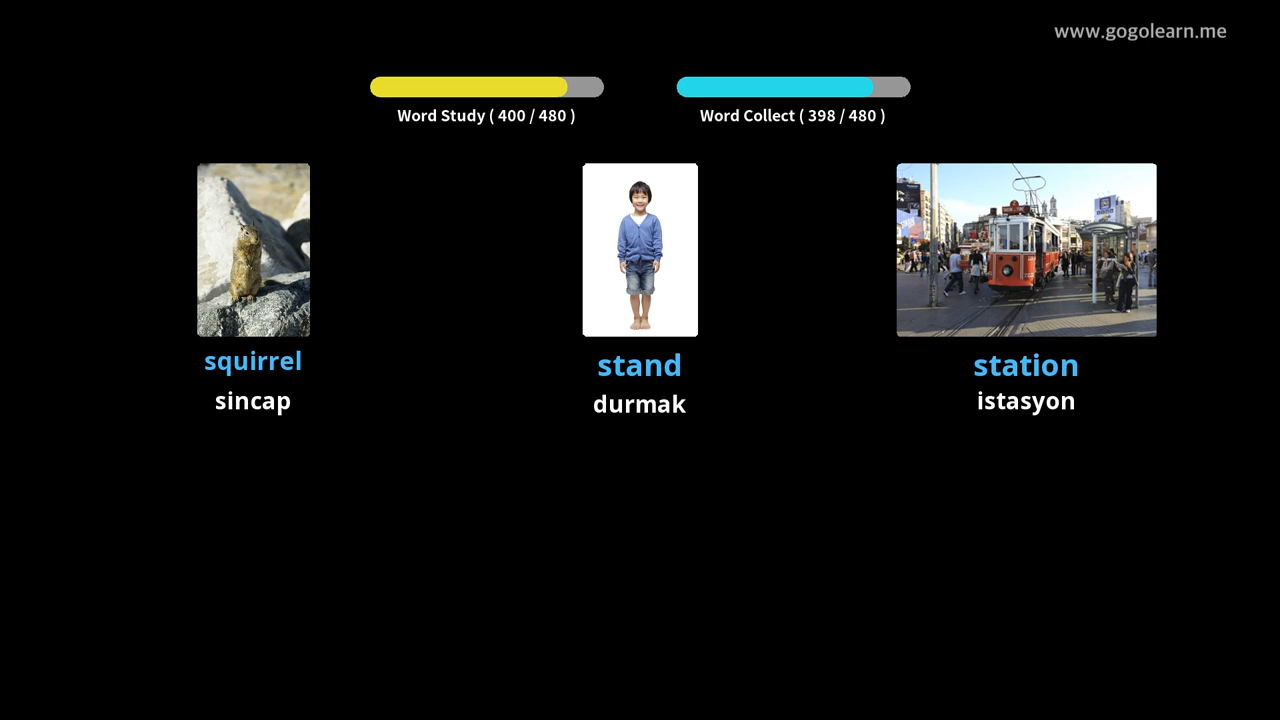 www.gogolearn.me
Word Study ( 400 / 480 )
Word Collect ( 398 / 480 )
squirrel
sincap
stand
durmak
station
istasyon